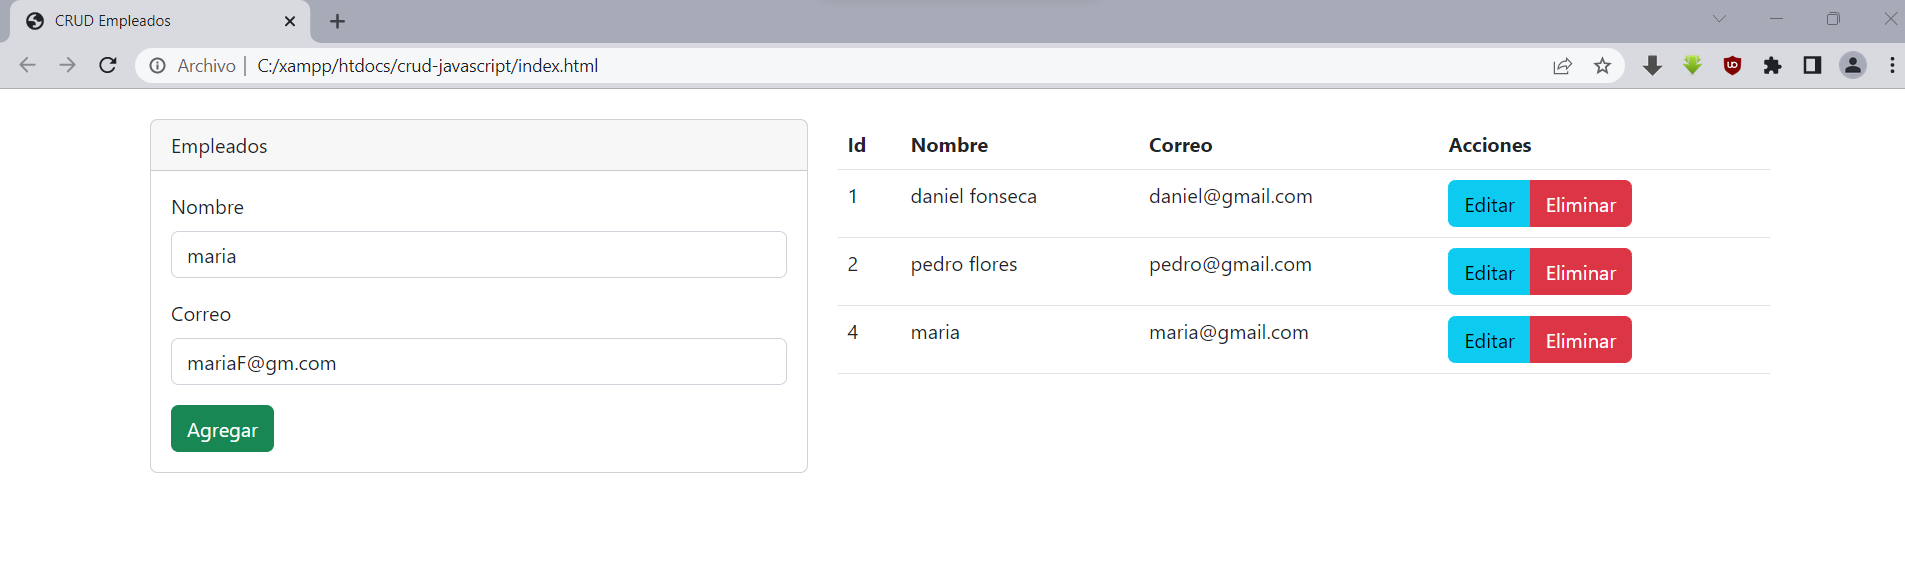 CRUD Empleados
Archivo | C:/xampp/htdocs/crud-javascript/index.html
Empleados
Nombre
maria
Correo
mariaF@gm.com
Agregar
Id Nombre Correo Acciones
1 daniel fonseca daniel@gmail.com Editar Eliminar
2 pedro flores pedro@gmail.com Editar Eliminar
4 maria maria@gmail.com Editar Eliminar